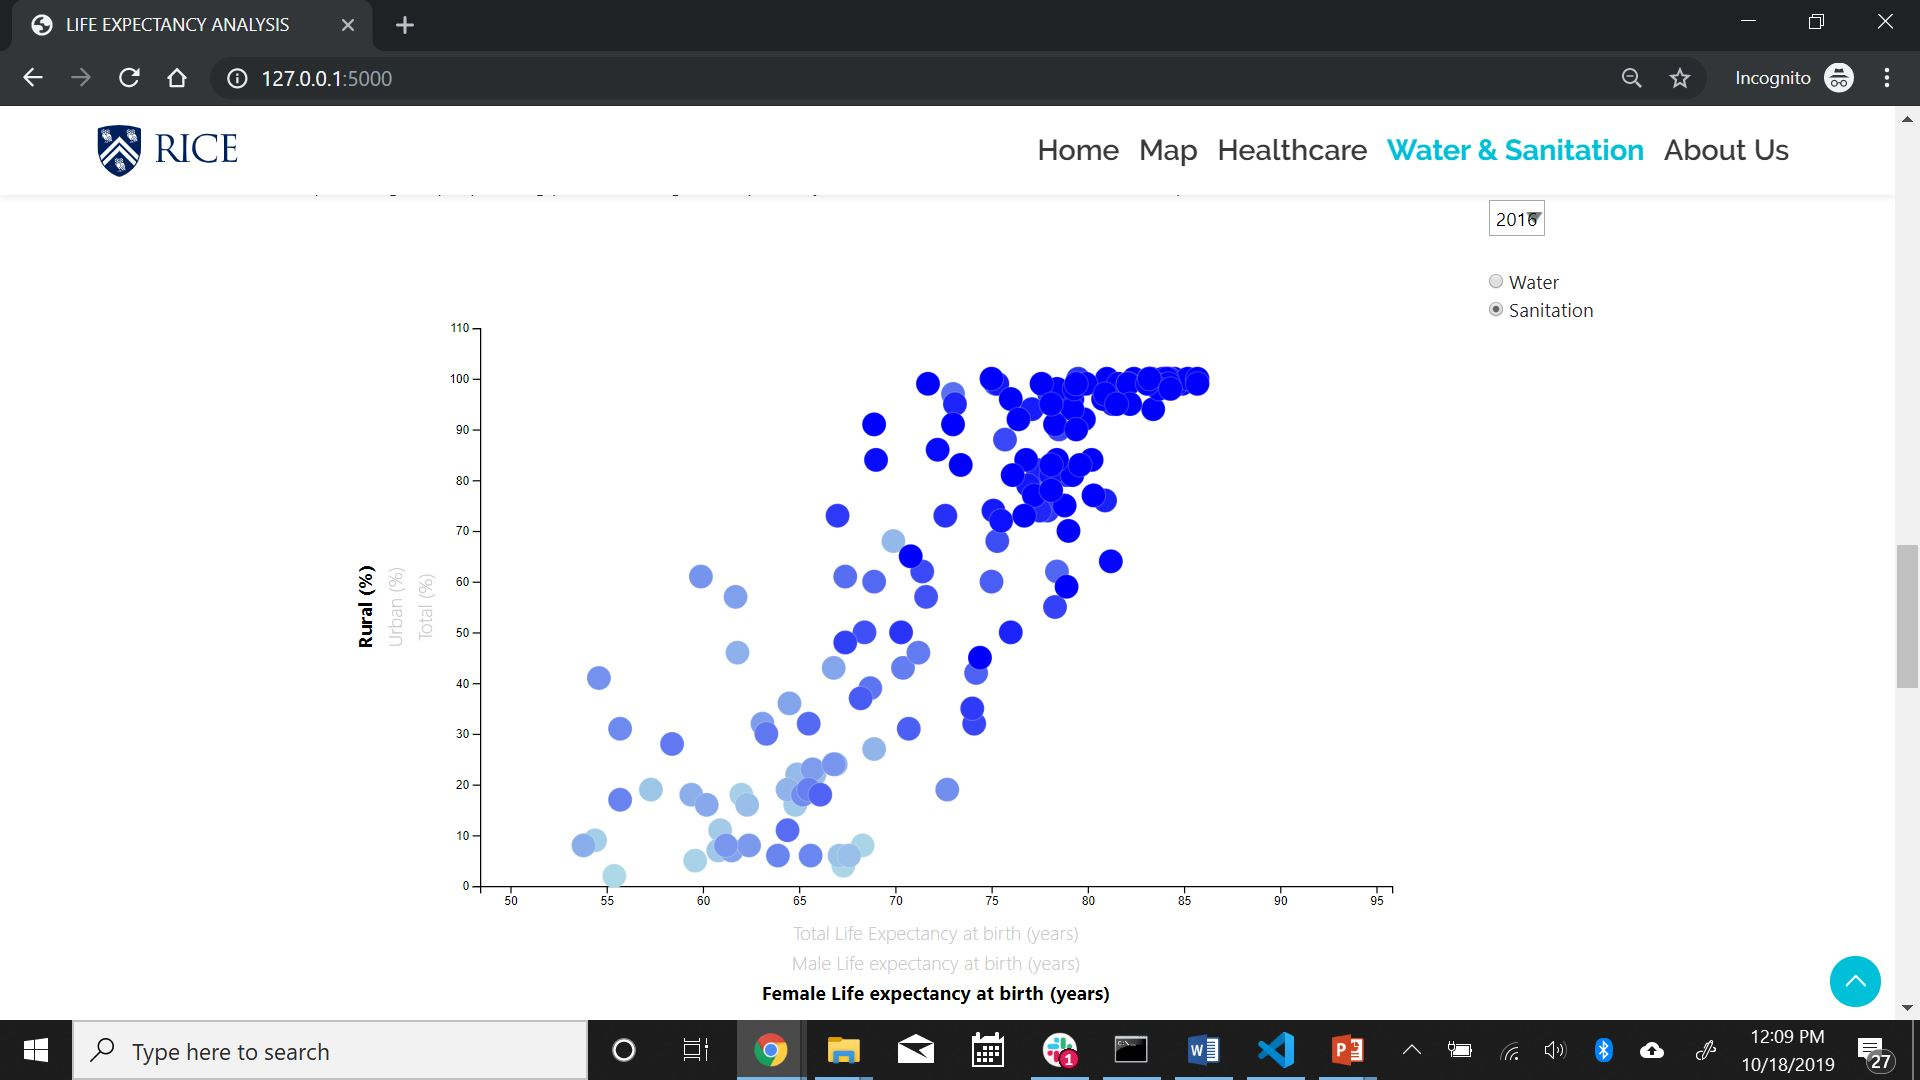 LIFE EXPECTANCY ANALYSIS
127.0.0.1:5000
Incognito
RICE
Home Map Healthcare Water & Sanitation About Us
2016
Water
Sanitation
110
100
90
80
70
60
50
40
30
20
10
0
Rural (%)
Urban (%)
Total (%)
50 55 60 65 70 75 80 85 90 95
Total Life Expectancy at birth (years)
Male Life expectancy at birth (years)
Female Life expectancy at birth (years)
Type here to search
1
12:09 PM
10/18/2019
27